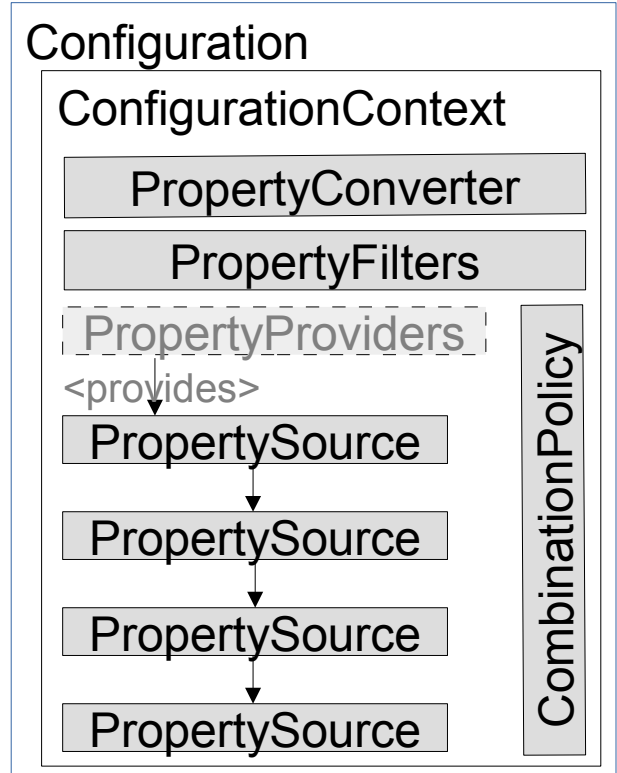 Configuration
ConfigurationContext
PropertyConverter
PropertyFilters
PropertyProviders
<provides>
PropertySource
PropertySource
PropertySource
PropertySource
CombinationPolicy